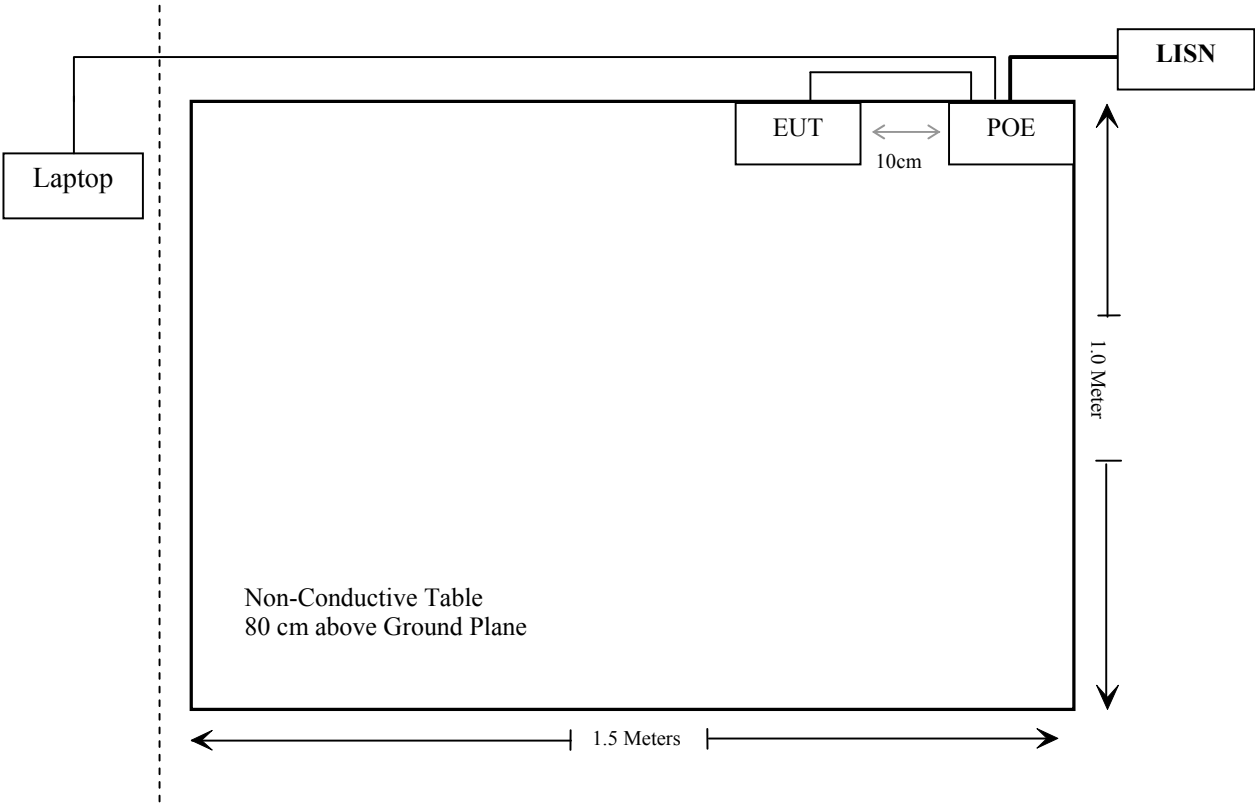 LISN
EUT
POE
10cm
Laptop
1.0 Meter
Non-Conductive Table
80 cm above Ground Plane
1.5 Meters